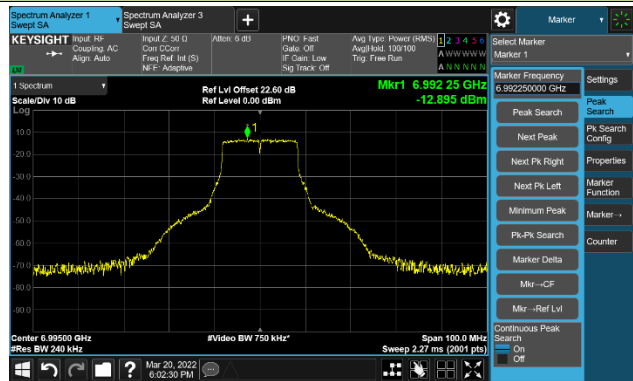 Spectrum Analyzer 1
Swept SA
Spectrum Analyzer 3
Swept SA
Marker
KEYSIGHT
Input: RF
Coupling: AC
Align: Auto
Input Z: 50 Ω
Corr CCorr
Freq Ref: Int (S)
NFE: Adaptive
Atten: 6 dB
PNO: Fast
Gate: Off
IF Gain: Low
Sig Track: Off
Avg Type: Power (RMS)
Avg|Hold: 100/100
Trig: Free Run
1 2 3 4 5 6
A W W W W W
A N N N N N
Select Marker
Marker 1
1 Spectrum
Scale/Div 10 dB
Log
Ref Lvl Offset 22.60 dB
Ref Level 0.00 dBm
Mkr1 6.992 25 GHz
-12.895 dBm
1
-10.0
-20.0
-30.0
-40.0
-50.0
-60.0
-70.0
-80.0
-90.0
Center 6.99500 GHz
#Res BW 240 kHz
#Video BW 750 kHz*
Span 100.0 MHz
Sweep 2.27 ms (2001 pts)
Marker Frequency
6.992250000 GHz
Peak Search
Next Peak
Next Pk Right
Next Pk Left
Minimum Peak
Pk-Pk Search
Marker Delta
Mkr→CF
Mkr→Ref Lvl
Continuous Peak
Search
On
Off
Settings
Peak
Search
Pk Search
Config
Properties
Marker
Function
Marker→
Counter
Mar 20, 2022
6:02:30 PM